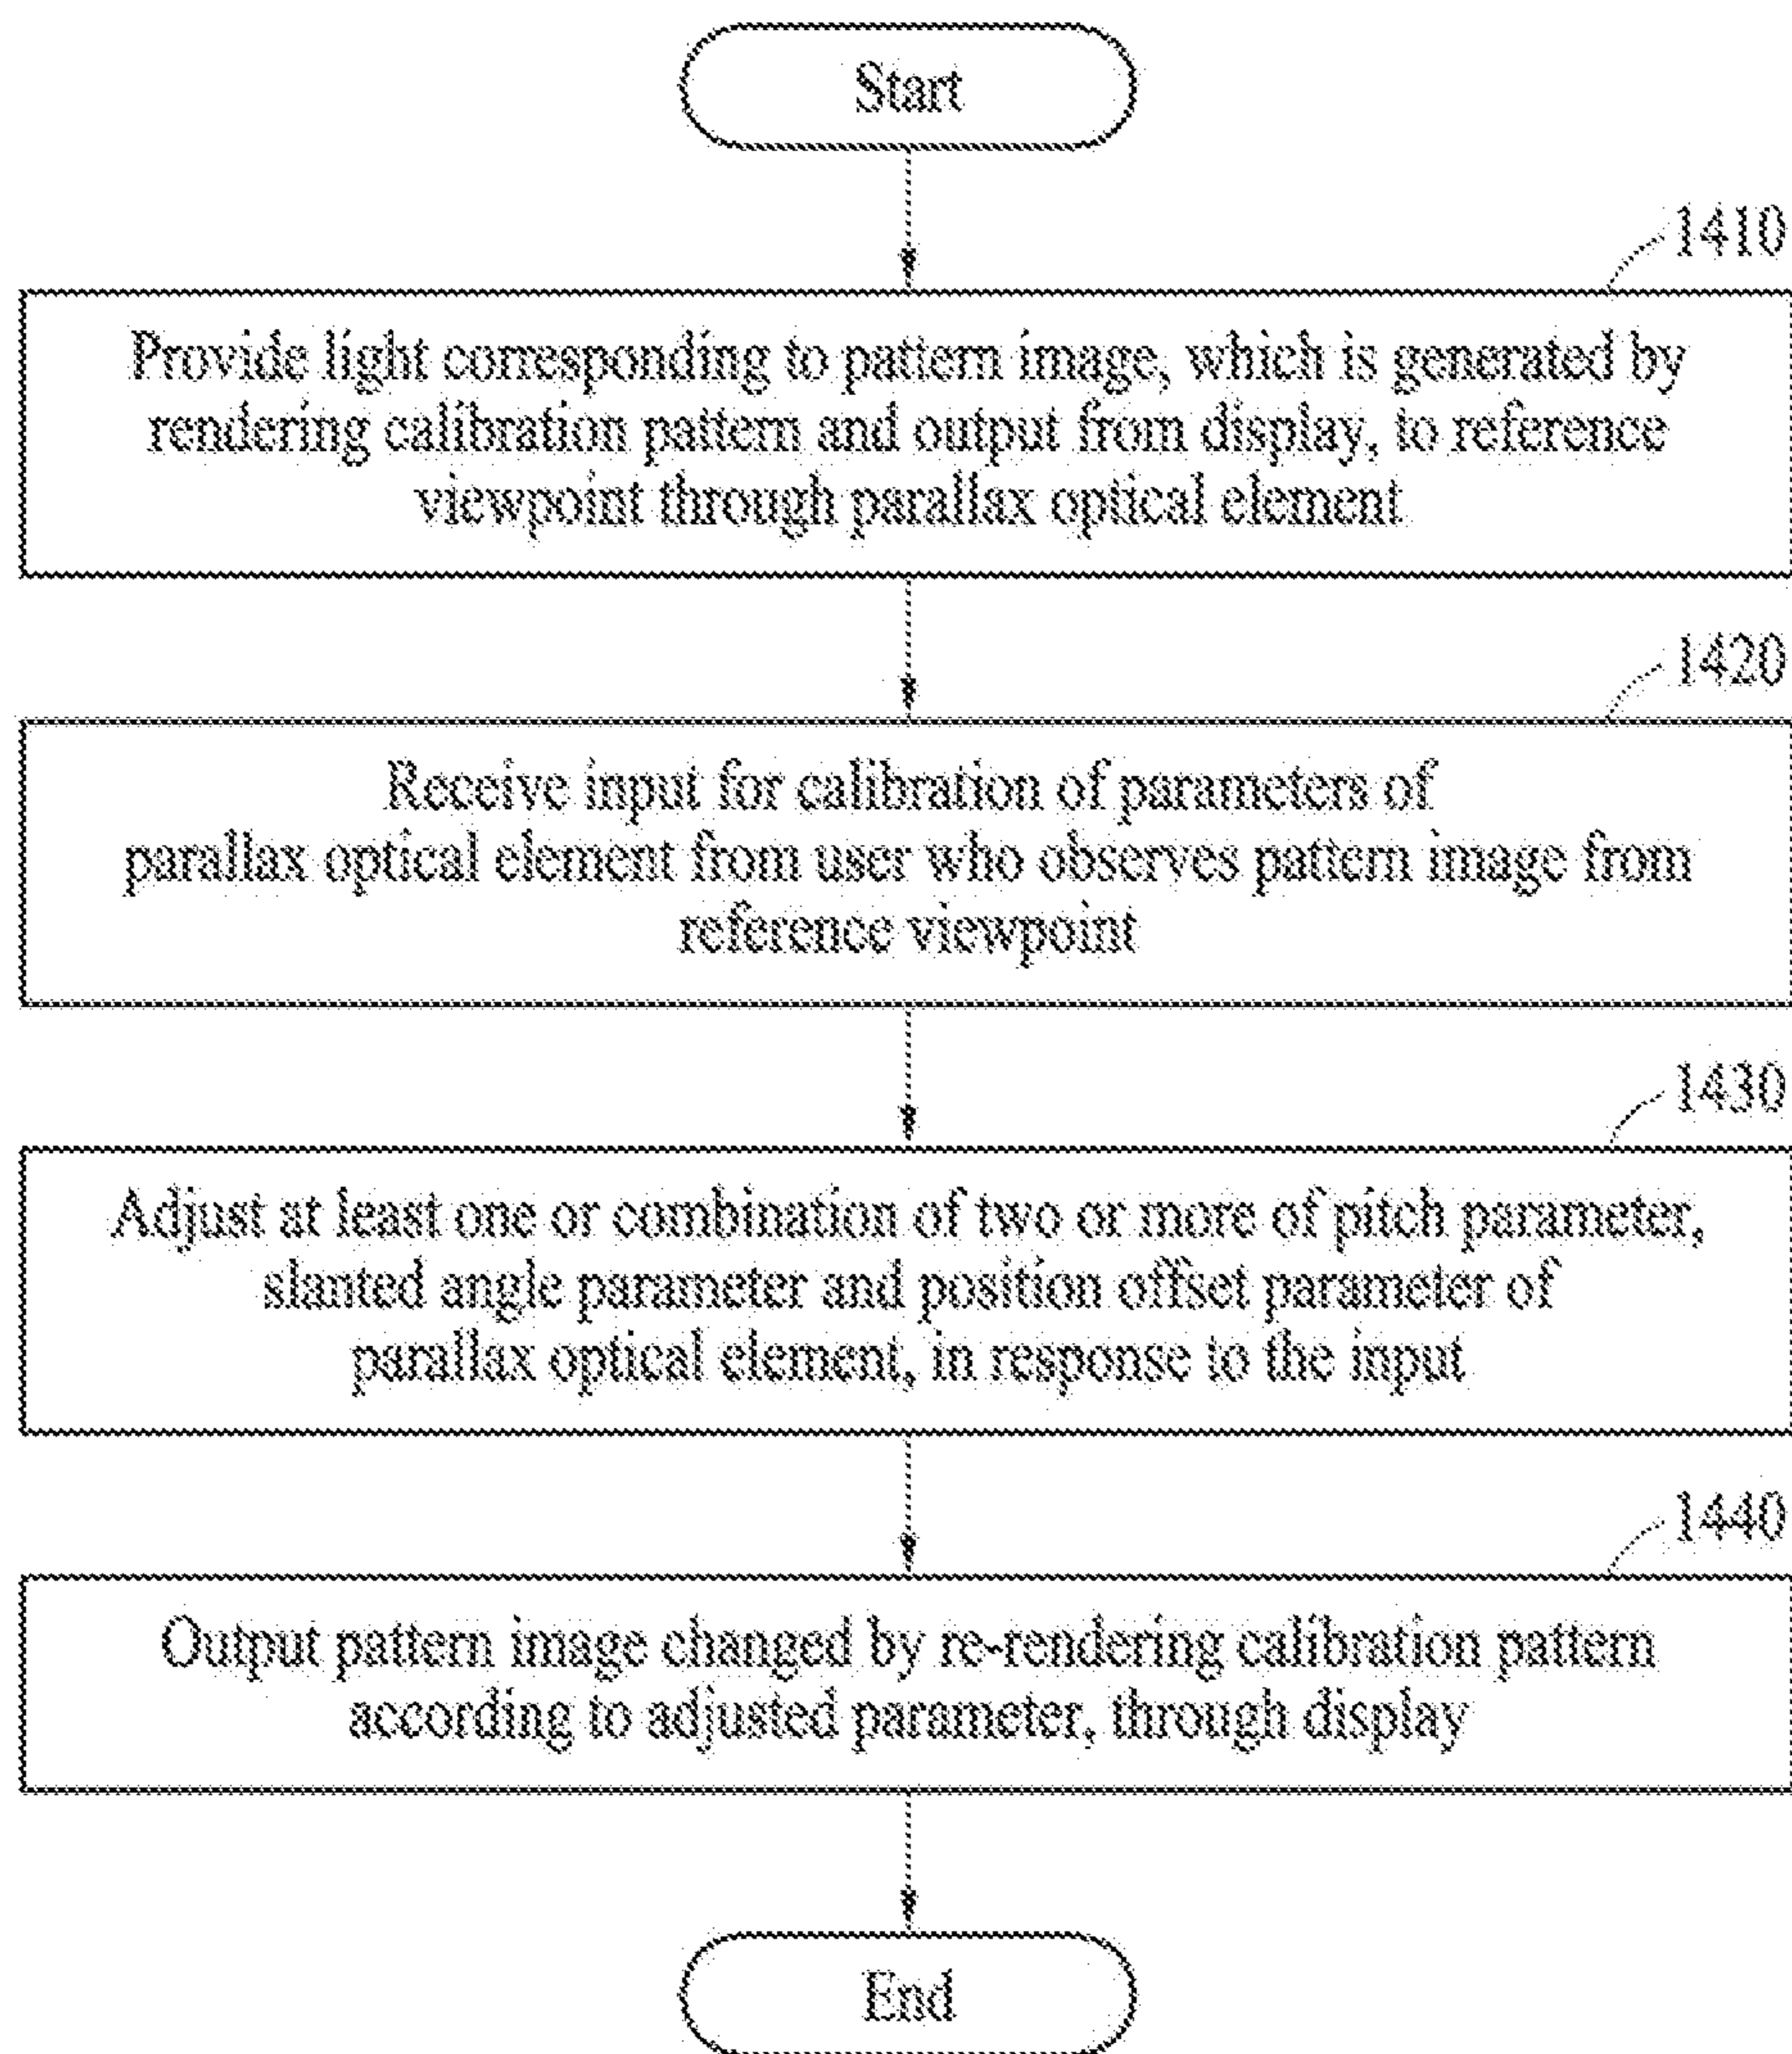 Start
1410
Provide light corresponding to pattern image, which is generated by
rendering calibration pattern and output from display, to reference
viewpoint through parallax optical element
1420
Receive input for calibration of parameters of
parallax optical element from user who observes pattern image from
reference viewpoint
1430
Adjust at least one or combination of two or more of pitch parameter,
slanted angle parameter and position offset parameter of
parallax optical element, in response to the input
1440
Output pattern image changed by re-rendering calibration pattern
according to adjusted parameter, through display
End